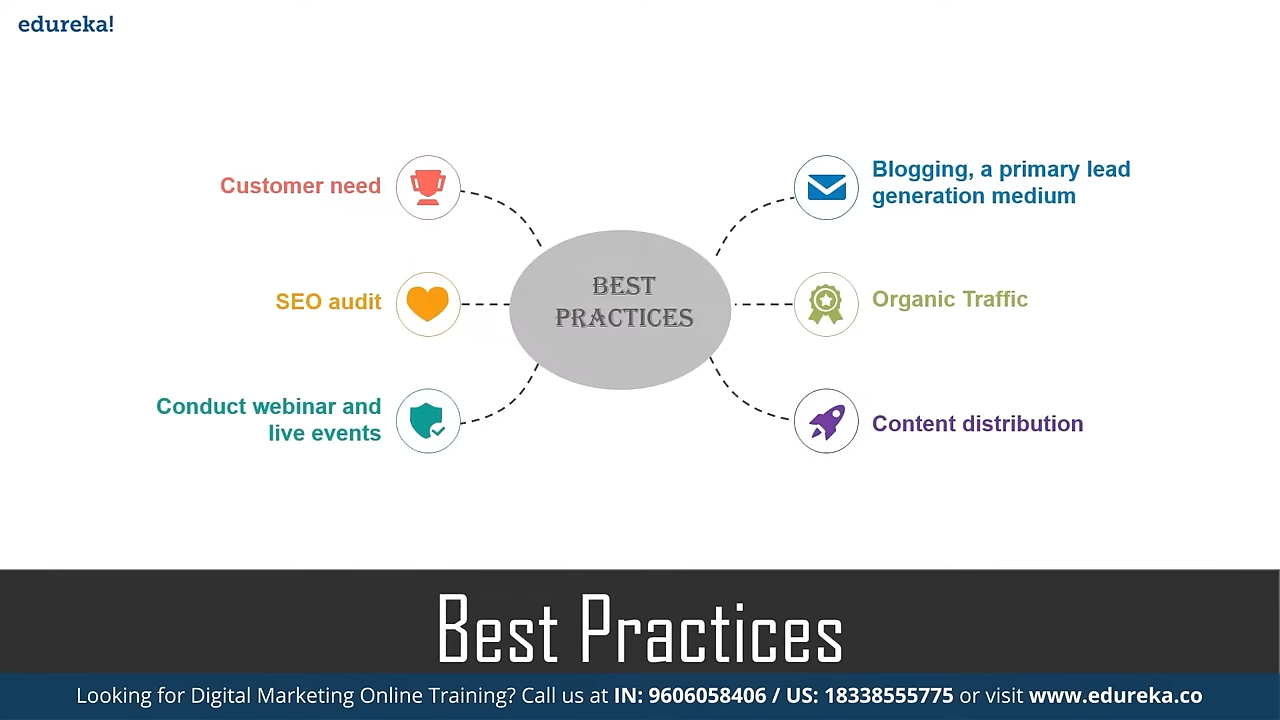 edureka!
Customer need
SEO audit
Conduct webinar and
live events
BEST
PRACTICES
Blogging, a primary lead
generation medium
Organic Traffic
Content distribution
Best Practices
Looking for Digital Marketing Online Training? Call us at IN: 9606058406 / US: 18338555775 or visit www.edureka.co